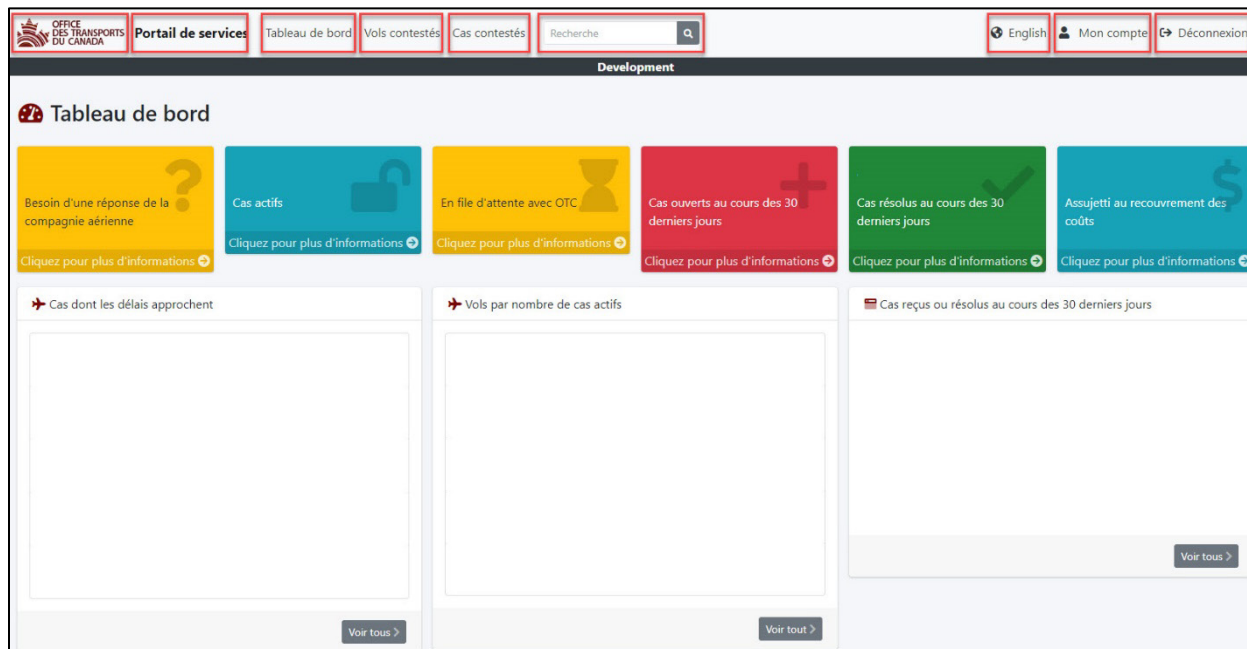 OFFICE
DES TRANSPORTS
DU CANADA
Portail de services
Tableau de bord
Vols contestés
Cas contestés
Recherche
English
Mon compte
Déconnexion
Development
Tableau de bord
Besoin d'une réponse de la
compagnie aérienne
Cliquez pour plus d'informations
Cas actifs
Cliquez pour plus d'informations
En file d'attente avec OTC
Cliquez pour plus d'informations
Cas ouverts au cours des 30
derniers jours
Cliquez pour plus d'informations
Cas résolus au cours des 30
derniers jours
Cliquez pour plus d'informations
Assujetti au recouvrement des
coûts
Cliquez pour plus d'informations
Cas dont les délais approchent
Voir tous
Vols par nombre de cas actifs
Voir tout
Cas reçus ou résolus au cours des 30 derniers jours
Voir tous